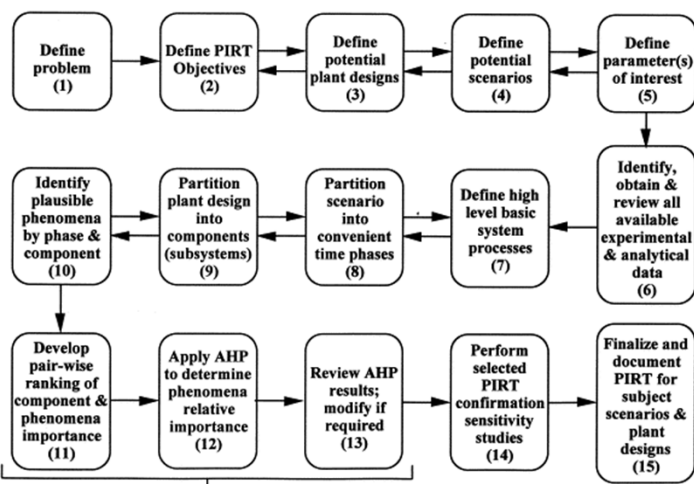 Define
problem
(1)
Define PIRT
Objectives
(2)
Define
potential
plant designs
(3)
Define
potential
scenarios
(4)
Define
parameter(s)
of interest
(5)
Identify,
obtain &
review all
available
experimental
& analytical
data
(6)
Define high
level basic
system
processes
(7)
Partition
scenario
into
convenient
time phases
(8)
Partition
plant design
into
components
(subsystems)
(9)
Identify
plausible
phenomena
by phase &
component
(10)
Develop
pair-wise
ranking of
component &
phenomena
importance
(11)
Apply AHP
to determine
phenomena
relative
importance
(12)
Review AHP
results;
modify if
required
(13)
Perform
selected
PIRT
confirmation
sensitivity
studies
(14)
Finalize and
document
PIRT for
subject
scenarios &
plant
designs
(15)